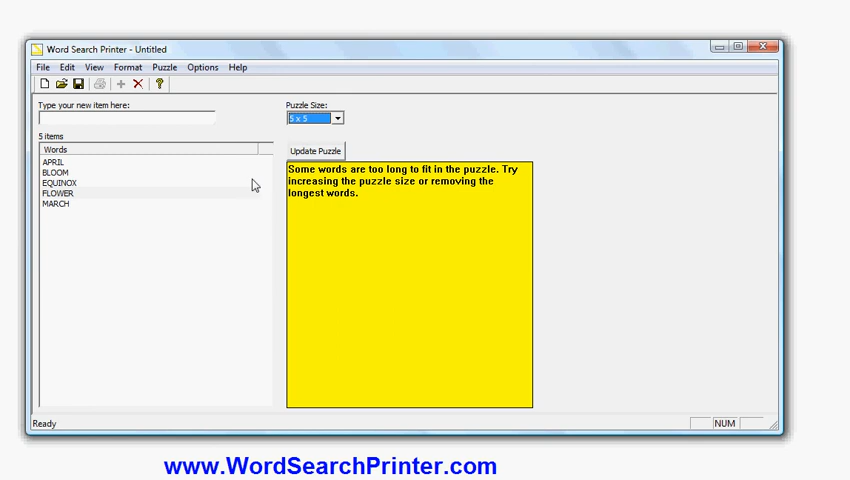 Word Search Printer - Untitled
File Edit View Format Puzzle Options Help
Type your new item here:
Puzzle Size:
5 x 5
5 items
Words
Update Puzzle
APRIL
BLOOM
EQUINOX
FLOWER
MARCH
Some words are too long to fit in the puzzle. Try
increasing the puzzle size or removing the
longest words.
Ready
NUM
www.WordSearchPrinter.com